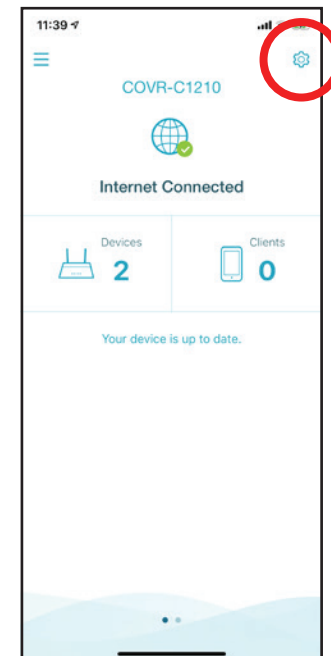 11:39
COVR-C1210
Internet Connected
Devices
2
Clients
0
Your device is up to date.